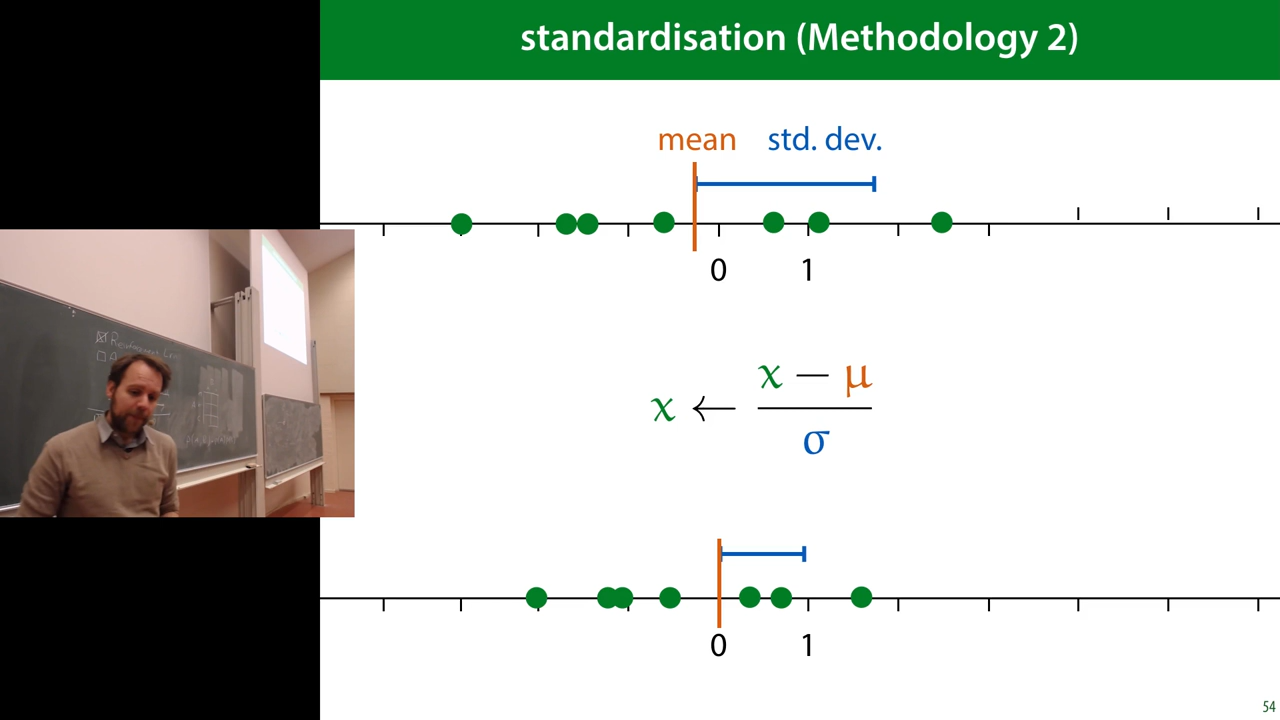 standardisation (Methodology 2)
mean std. dev.
0 1
x ← x − μ / σ
0 1
54